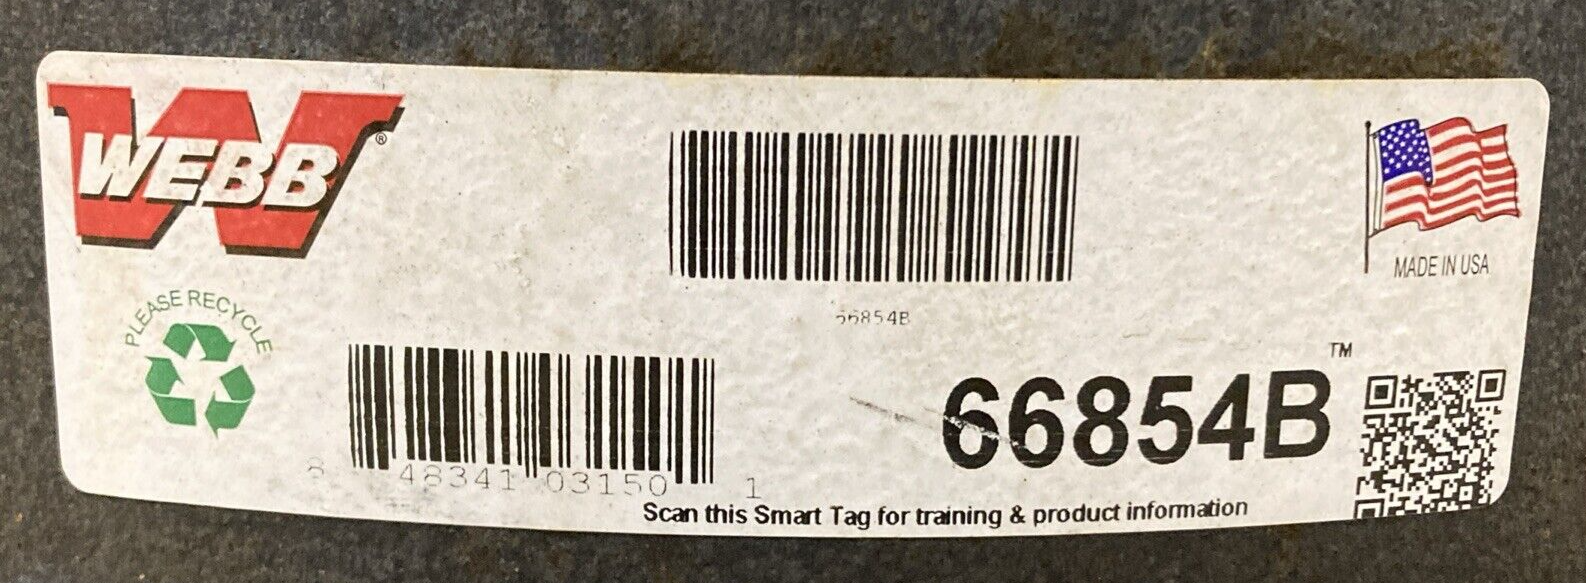 WEBB®
MADE IN USA
PLEASE RECYCLE
66854B
66854B™
8 48341 03150 1
Scan this Smart Tag for training & product information